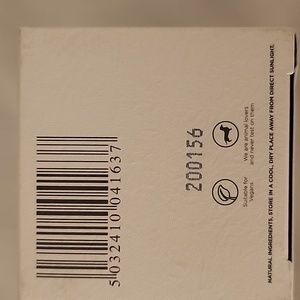 NATURAL INGREDIENTS, STORE IN A COOL, DRY PLACE AWAY FROM DIRECT SUNLIGHT.
We are animal lovers
and never test on them
Suitable for
Vegans
200156
5 032410 041637